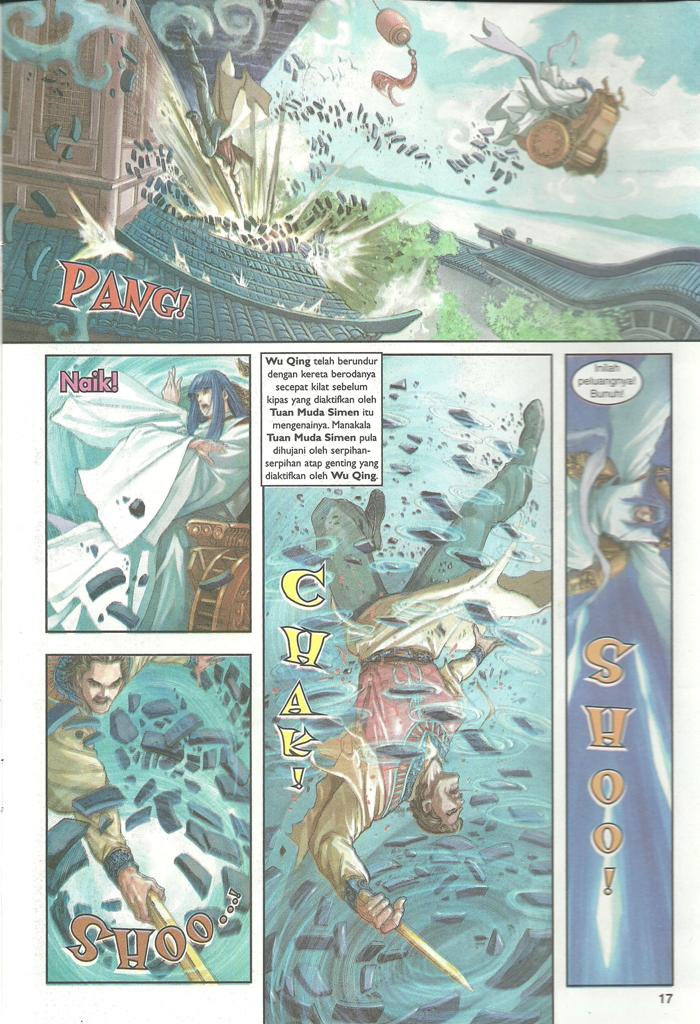 PANG!
Naik!
Wu Qing telah berundur
dengan kereta berodanya
secepat kilat sebelum
kipas yang diaktifkan oleh
Tuan Muda Simen itu
mengenainya. Manakala
Tuan Muda Simen pula
dihujani oleh serpihan-
serpihan atap genting yang
diaktifkan oleh Wu Qing.
Inilah
peluangnya!
Bunuh!
SHOO...!
CHAK!
SHOO!
17